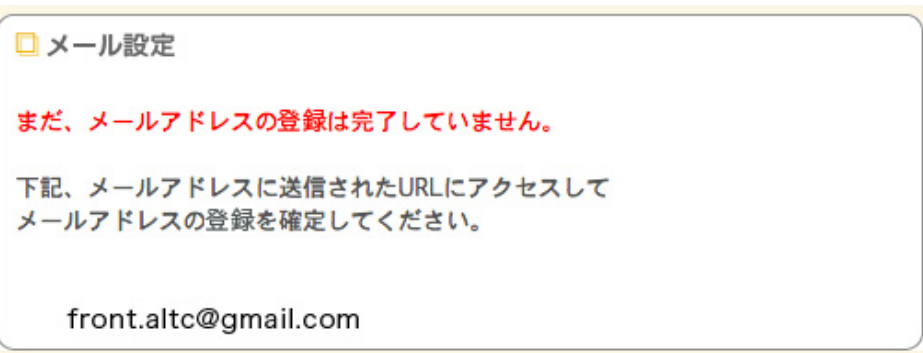 メール設定
まだ、メールアドレスの登録は完了していません。
下記、メールアドレスに送信されたURLにアクセスして
メールアドレスの登録を確定してください。
front.altc@gmail.com